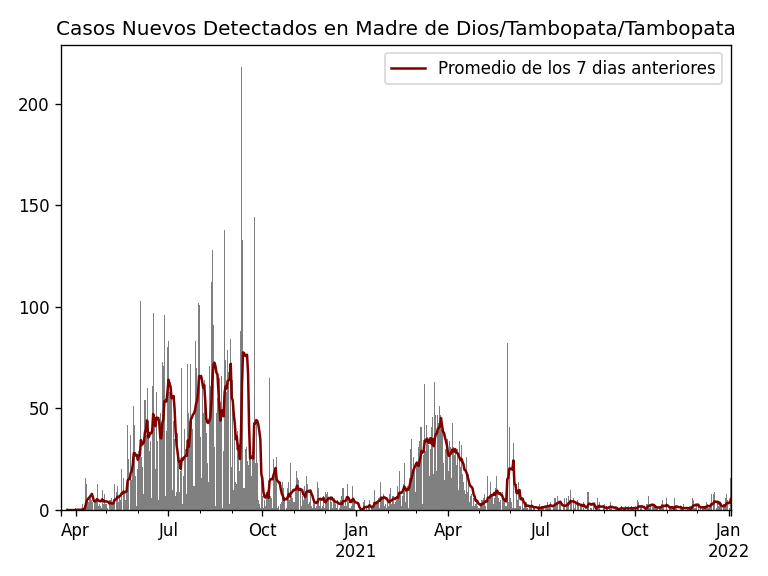 Casos Nuevos Detectados en Madre de Dios/Tambopata/Tambopata
Promedio de los 7 dias anteriores
200
150
100
50
0
Apr
Jul
Oct
Jan
2021
Apr
Jul
Oct
Jan
2022